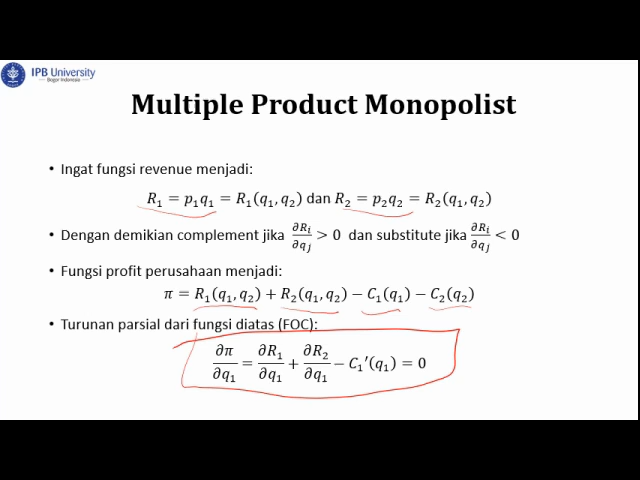 IPB University
Bogor Indonesia
Multiple Product Monopolist
• Ingat fungsi revenue menjadi:
R₁ = p₁q₁ = R₁(q₁, q₂) dan R₂ = p₂q₂ = R₂(q₁, q₂)
• Dengan demikian complement jika ∂Rᵢ/∂qⱼ > 0 dan substitute jika ∂Rᵢ/∂qⱼ < 0
• Fungsi profit perusahaan menjadi:
π = R₁(q₁, q₂) + R₂(q₁, q₂) − C₁(q₁) − C₂(q₂)
• Turunan parsial dari fungsi diatas (FOC):
∂π/∂q₁ = ∂R₁/∂q₁ + ∂R₂/∂q₁ − C₁′(q₁) = 0